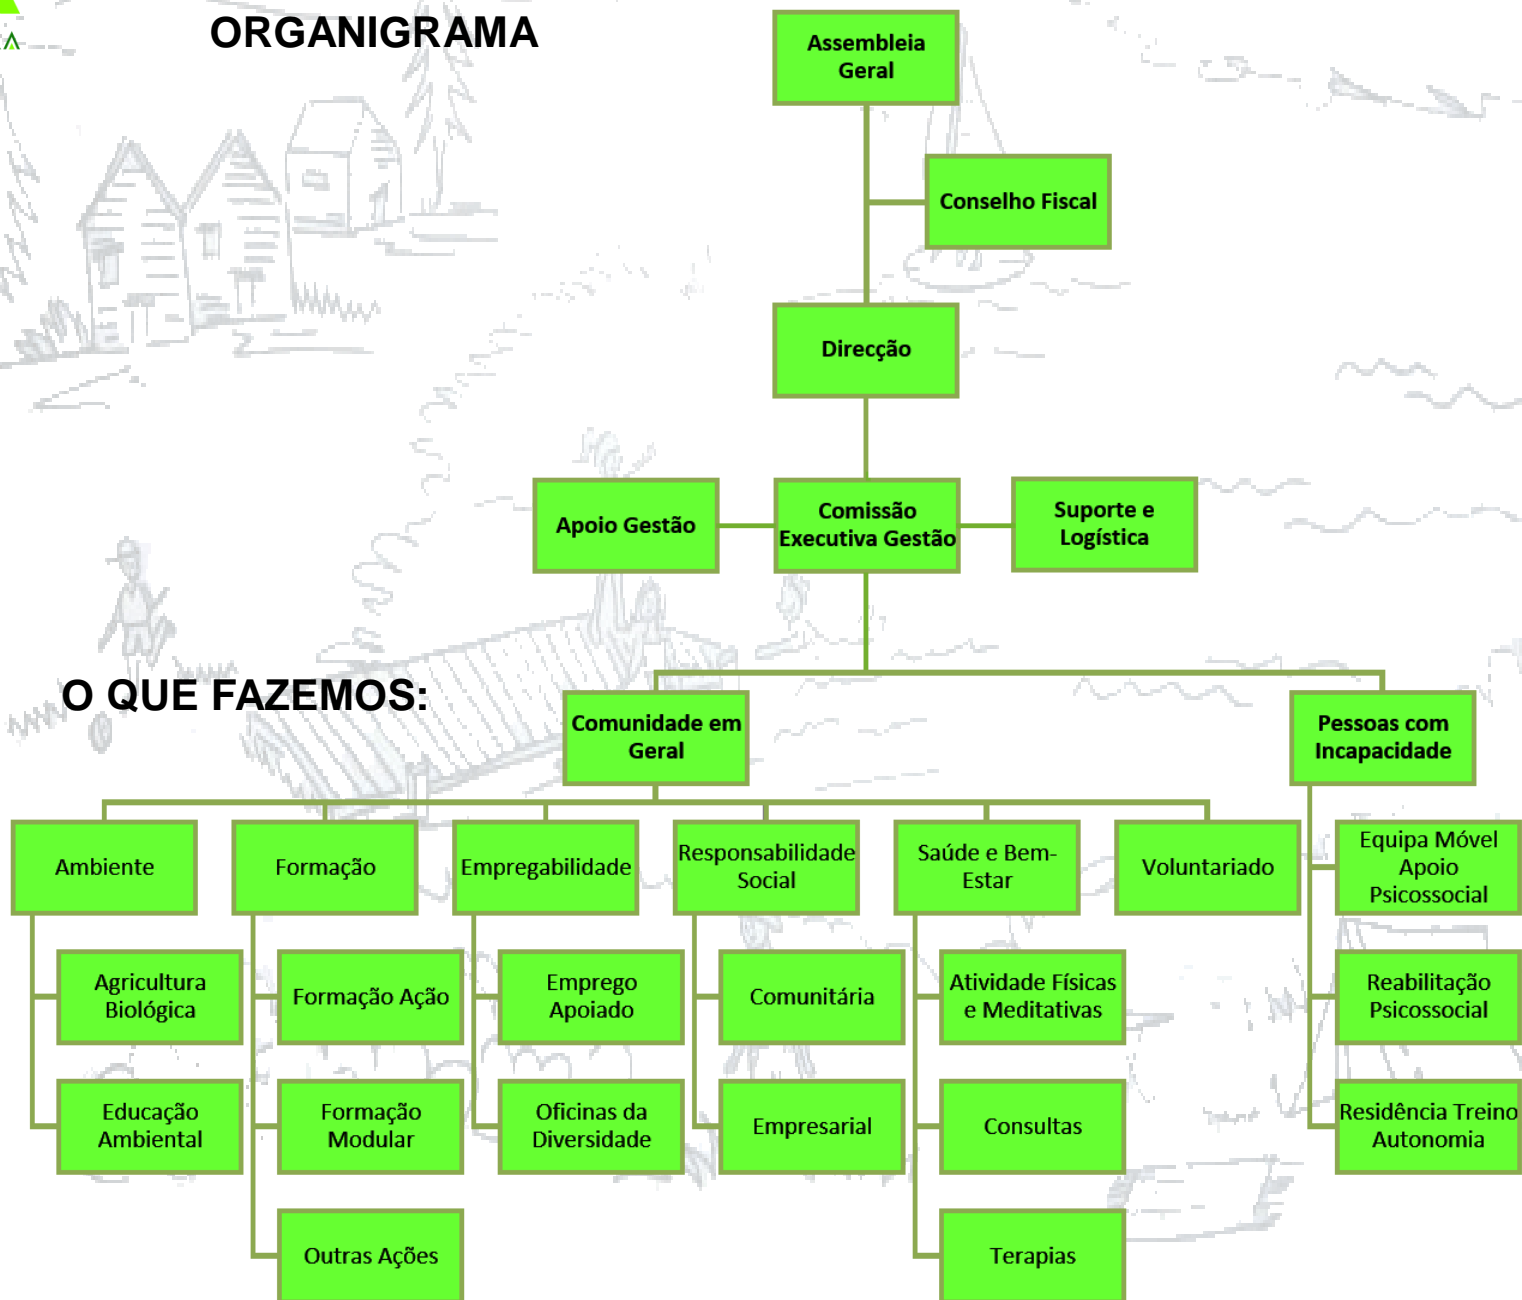 ORGANIGRAMA
Assembleia
Geral
Conselho Fiscal
Direcção
Apoio Gestão
Comissão
Executiva Gestão
Suporte e
Logística
O QUE FAZEMOS:
Comunidade em
Geral
Pessoas com
Incapacidade
Ambiente
Formação
Empregabilidade
Responsabilidade
Social
Saúde e Bem-
Estar
Voluntariado
Equipa Móvel
Apoio
Psicossocial
Agricultura
Biológica
Formação Ação
Emprego
Apoiado
Comunitária
Atividade Físicas
e Meditativas
Reabilitação
Psicossocial
Educação
Ambiental
Formação
Modular
Oficinas da
Diversidade
Empresarial
Consultas
Residência Treino
Autonomia
Outras Ações
Terapias